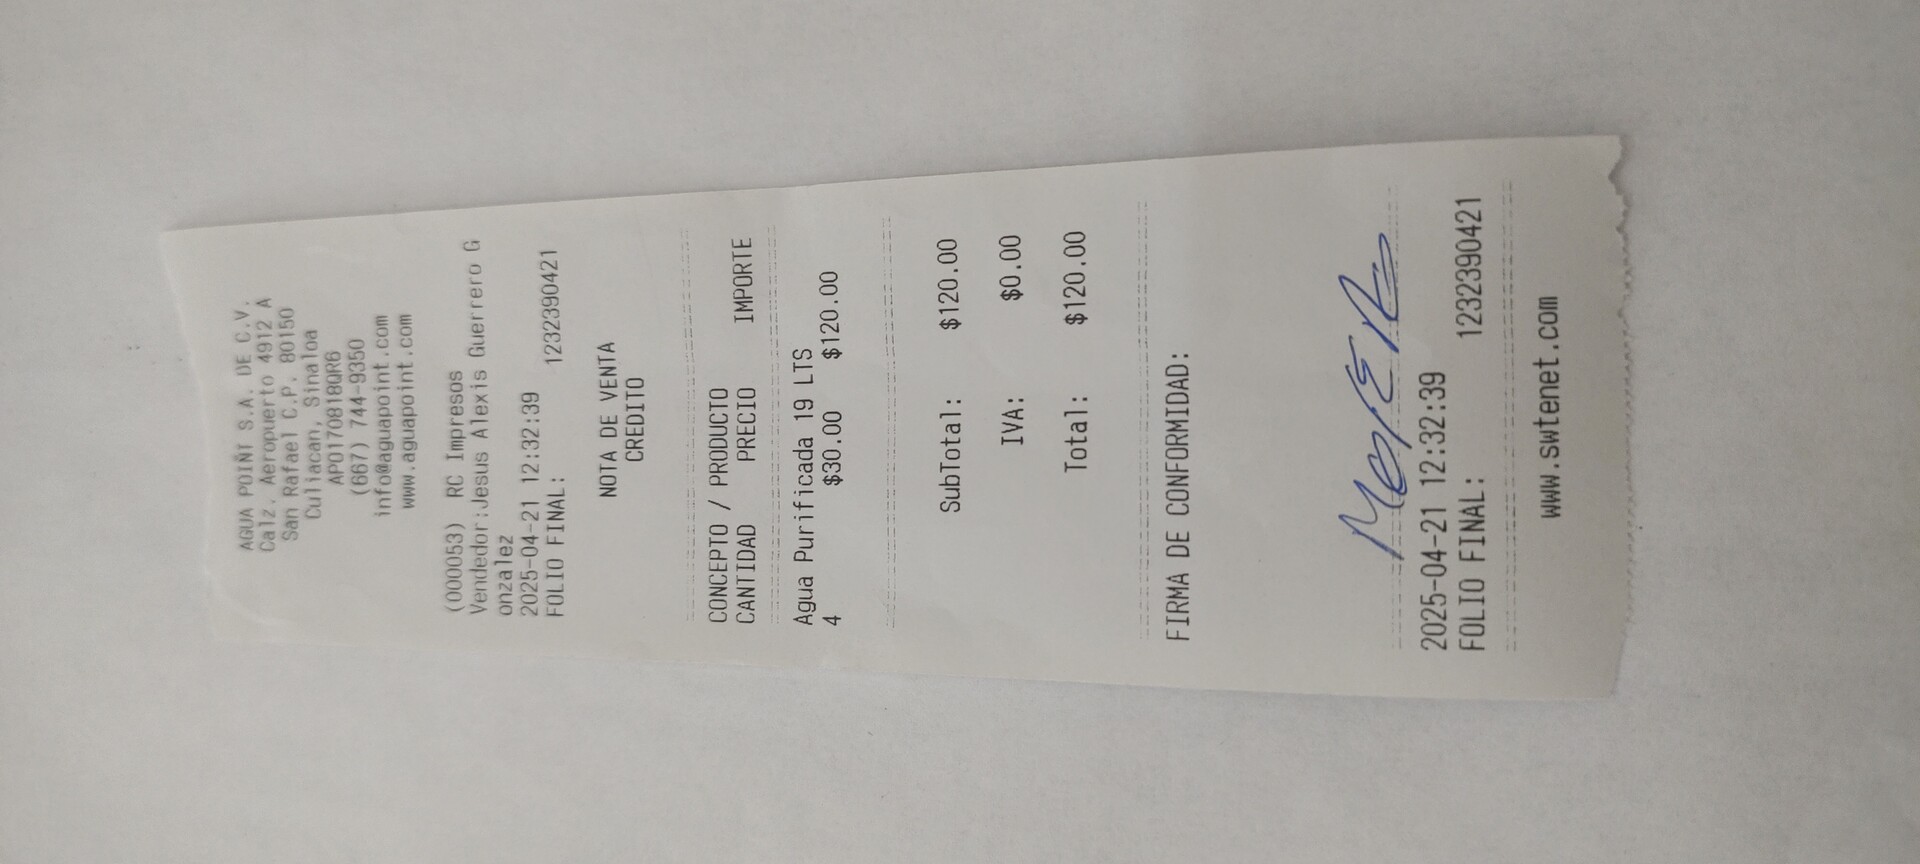 AGUA POINT S.A. DE C.V.
Calz. Aeropuerto 4912 A
San Rafael C.P. 80150
Culiacan, Sinaloa
APO170818QR6
(667) 744-9350
info@aguapoint.com
www.aguapoint.com
(000053) RC Impresos
Vendedor:Jesus Alexis Guerrero G
onzalez
2025-04-21 12:32:39
FOLIO FINAL: 1232390421
NOTA DE VENTA
CREDITO
CONCEPTO / PRODUCTO
CANTIDAD PRECIO IMPORTE
Agua Purificada 19 LTS
4 $30.00 $120.00
SubTotal: $120.00
IVA: $0.00
Total: $120.00
FIRMA DE CONFORMIDAD:
2025-04-21 12:32:39
FOLIO FINAL: 1232390421
www.swtenet.com